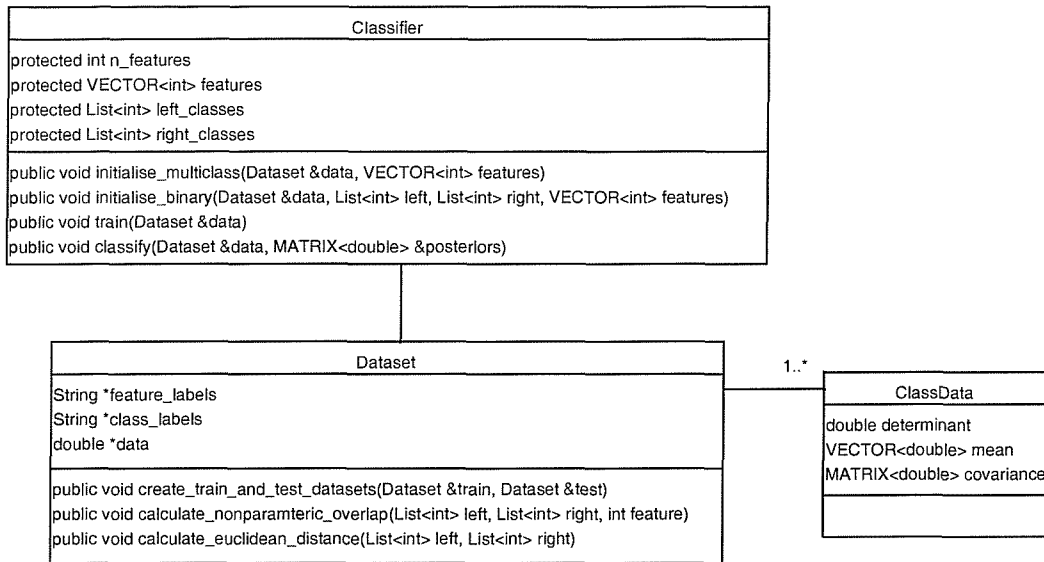 Classifier
protected int n_features
protected VECTOR<int> features
protected List<int> left_classes
protected List<int> right_classes
public void initialise_multiclass(Dataset &data, VECTOR<int> features)
public void initialise_binary(Dataset &data, List<int> left, List<int> right, VECTOR<int> features)
public void train(Dataset &data)
public void classify(Dataset &data, MATRIX<double> &posteriors)
Dataset
String *feature_labels
String *class_labels
double *data
public void create_train_and_test_datasets(Dataset &train, Dataset &test)
public void calculate_nonparamteric_overlap(List<int> left, List<int> right, int feature)
public void calculate_euclidean_distance(List<int> left, List<int> right)
1..*
ClassData
double determinant
VECTOR<double> mean
MATRIX<double> covariance